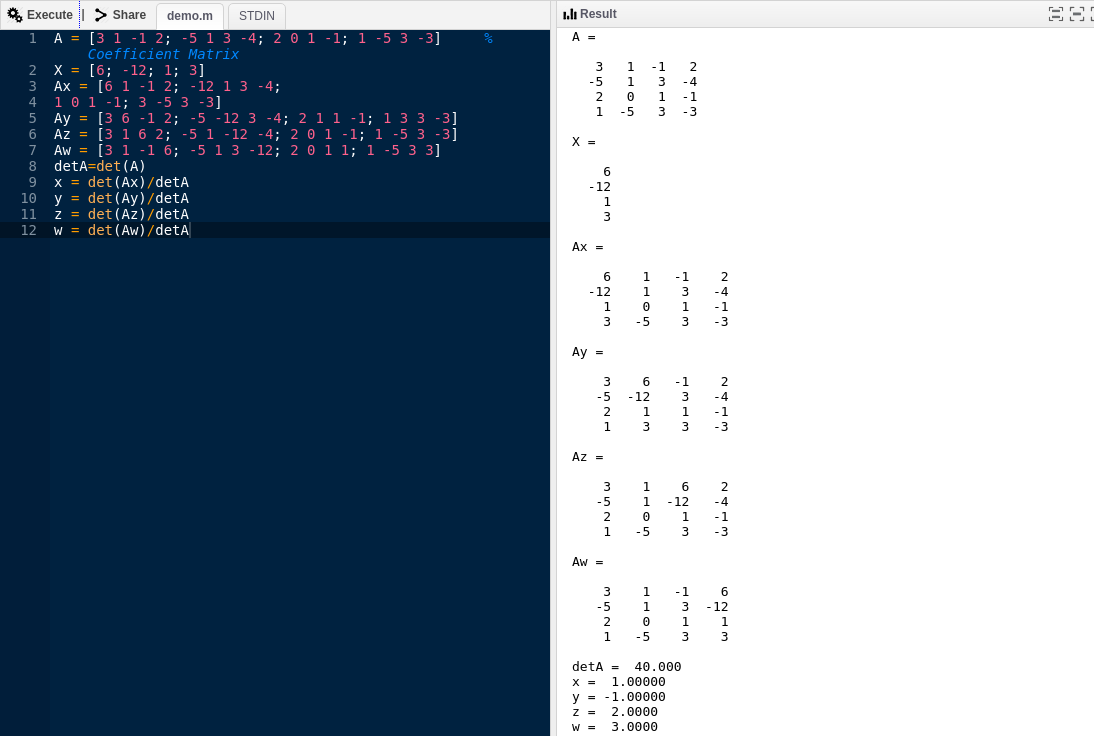 Execute | Share demo.m STDIN
1 A = [3 1 -1 2; -5 1 3 -4; 2 0 1 -1; 1 -5 3 -3] %
Coefficient Matrix
2 X = [6; -12; 1; 3]
3 Ax = [6 1 -1 2; -12 1 3 -4;
4 1 0 1 -1; 3 -5 3 -3]
5 Ay = [3 6 -1 2; -5 -12 3 -4; 2 1 1 -1; 1 3 3 -3]
6 Az = [3 1 6 2; -5 1 -12 -4; 2 0 1 -1; 1 -5 3 -3]
7 Aw = [3 1 -1 6; -5 1 3 -12; 2 0 1 1; 1 -5 3 3]
8 detA=det(A)
9 x = det(Ax)/detA
10 y = det(Ay)/detA
11 z = det(Az)/detA
12 w = det(Aw)/detA
Result
A =
3 1 -1 2
-5 1 3 -4
2 0 1 -1
1 -5 3 -3
X =
6
-12
1
3
Ax =
6 1 -1 2
-12 1 3 -4
1 0 1 -1
3 -5 3 -3
Ay =
3 6 -1 2
-5 -12 3 -4
2 1 1 -1
1 3 3 -3
Az =
3 1 6 2
-5 1 -12 -4
2 0 1 -1
1 -5 3 -3
Aw =
3 1 -1 6
-5 1 3 -12
2 0 1 1
1 -5 3 3
detA = 40.000
x = 1.00000
y = -1.00000
z = 2.0000
w = 3.0000